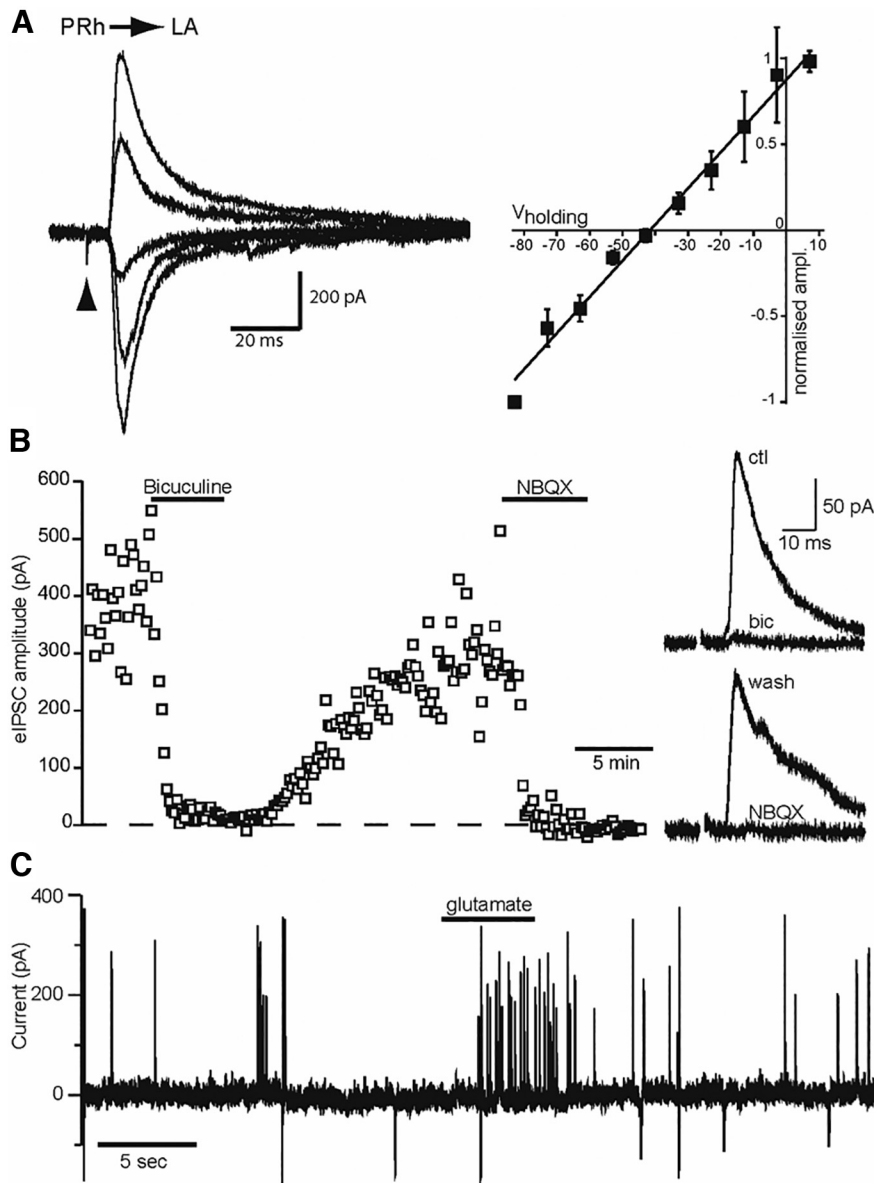 A
PRh LA
200 pA
20 ms
Vholding
-80 -70 -60 -50 -40 -30 -20 -10 0 10
1
0.5
0
-0.5
-1
normalised ampl.
B
eIPSC amplitude (pA)
600
500
400
300
200
100
0
Bicuculine
NBQX
5 min
ctl
50 pA
10 ms
bic
wash
NBQX
C
Current (pA)
400
200
0
glutamate
5 sec